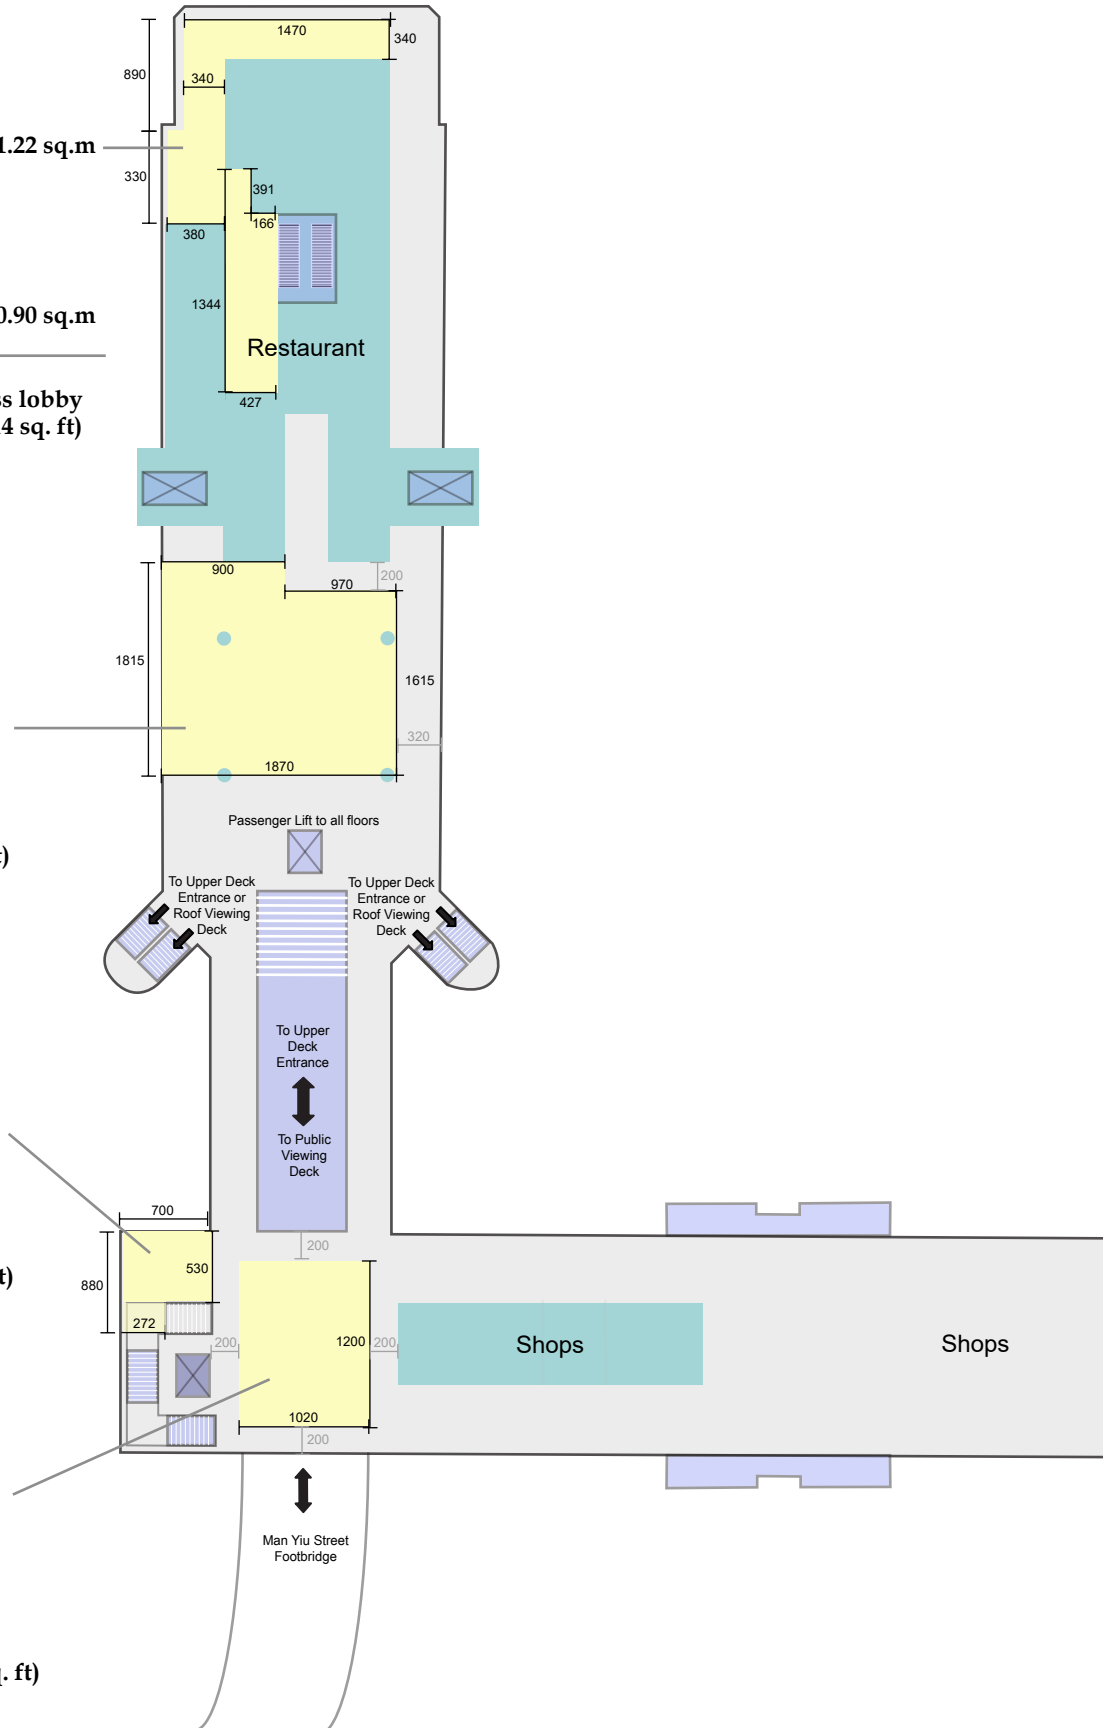 1470
340
890
340
1.22 sq.m
330
391
166
380
1344
0.90 sq.m
Restaurant
ss lobby
427
4 sq. ft)
900
200
970
1815
1615
320
1870
Passenger Lift to all floors
t)
To Upper Deck
Entrance or
Roof Viewing
Deck
To Upper Deck
Entrance or
Roof Viewing
Deck
To Upper
Deck
Entrance
To Public
Viewing
Deck
700
200
530
880
t)
272
200
1200
200
Shops
Shops
1020
200
Man Yiu Street
Footbridge
q. ft)